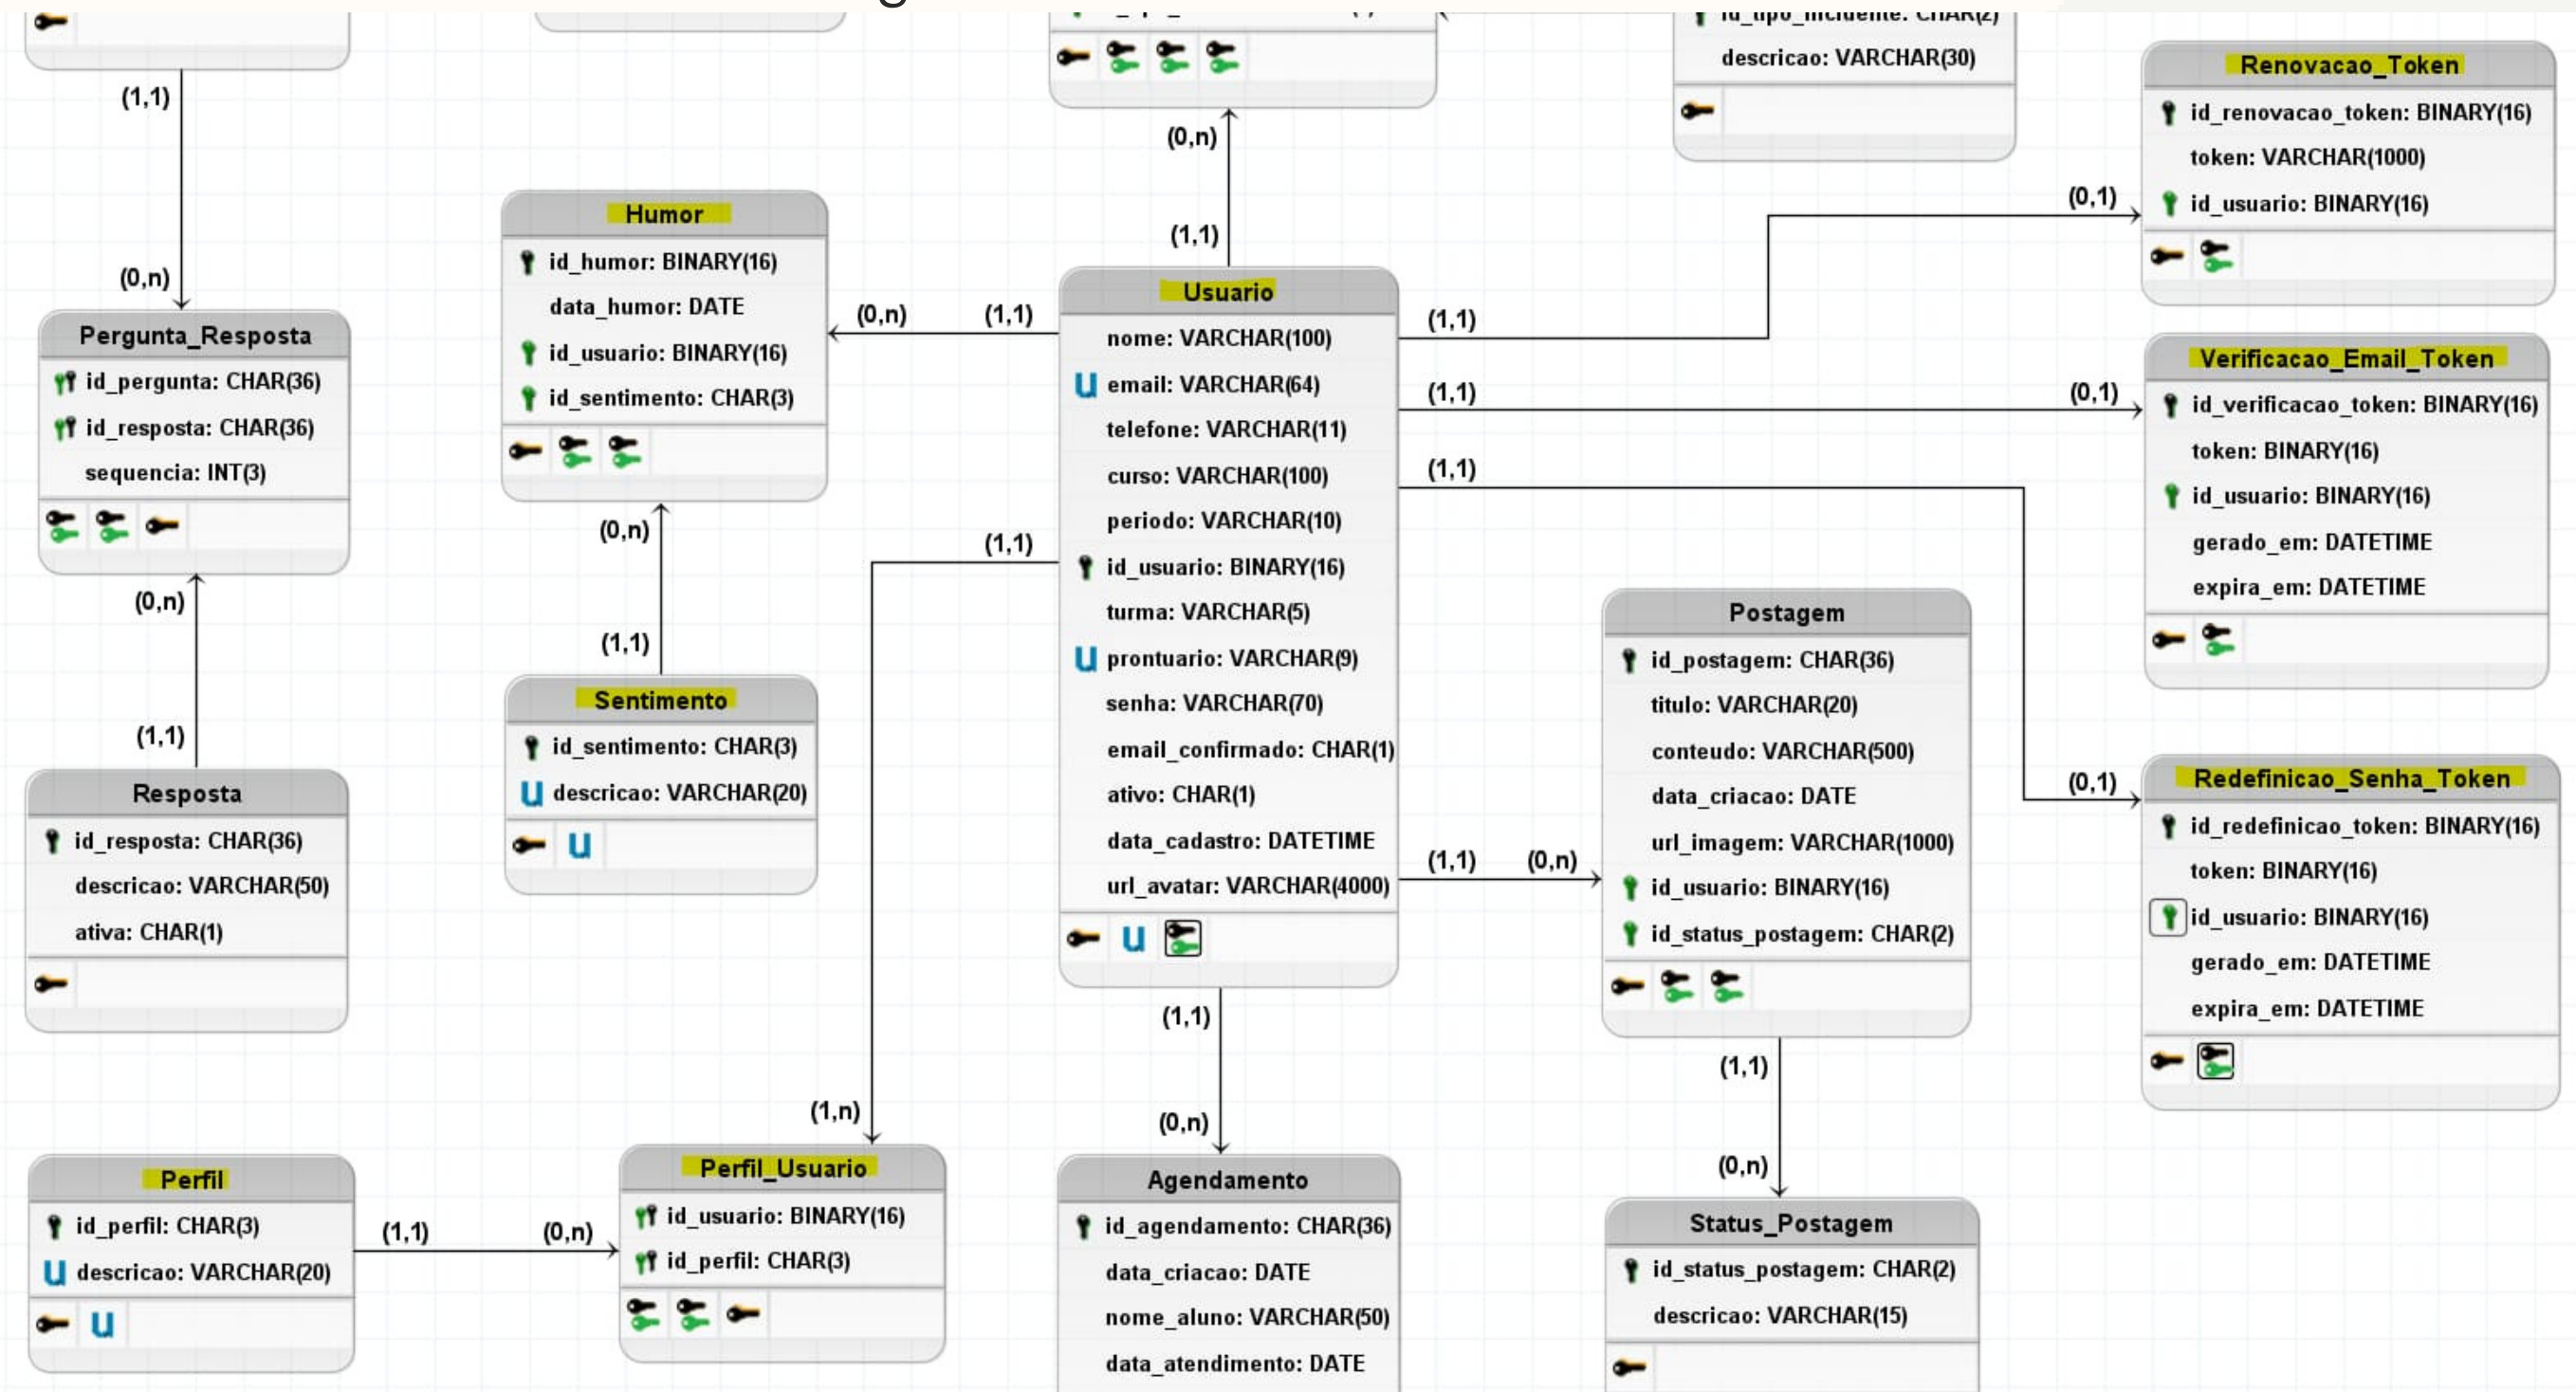 id_tipo_incidente: CHAR(2)
descricao: VARCHAR(30)
(1,1)
(0,n)
Pergunta_Resposta
id_pergunta: CHAR(36)
id_resposta: CHAR(36)
sequencia: INT(3)
(0,n)
(1,1)
Resposta
id_resposta: CHAR(36)
descricao: VARCHAR(50)
ativa: CHAR(1)
Perfil
id_perfil: CHAR(3)
U descricao: VARCHAR(20)
U
(1,1) (0,n)
Humor
id_humor: BINARY(16)
data_humor: DATE
id_usuario: BINARY(16)
id_sentimento: CHAR(3)
(0,n)
(1,1)
Sentimento
id_sentimento: CHAR(3)
U descricao: VARCHAR(20)
U
(0,n) (1,1)
(1,1)
(1,n)
Perfil_Usuario
id_usuario: BINARY(16)
id_perfil: CHAR(3)
(0,n)
(1,1)
Usuario
nome: VARCHAR(100)
U email: VARCHAR(64)
telefone: VARCHAR(11)
curso: VARCHAR(100)
periodo: VARCHAR(10)
id_usuario: BINARY(16)
turma: VARCHAR(5)
U prontuario: VARCHAR(9)
senha: VARCHAR(70)
email_confirmado: CHAR(1)
ativo: CHAR(1)
data_cadastro: DATETIME
url_avatar: VARCHAR(4000)
U
(1,1)
(0,n)
Agendamento
id_agendamento: CHAR(36)
data_criacao: DATE
nome_aluno: VARCHAR(50)
data_atendimento: DATE
(1,1) (0,1)
(1,1) (0,1)
(1,1) (0,1)
(1,1) (0,n)
Postagem
id_postagem: CHAR(36)
titulo: VARCHAR(20)
conteudo: VARCHAR(500)
data_criacao: DATE
url_imagem: VARCHAR(1000)
id_usuario: BINARY(16)
id_status_postagem: CHAR(2)
(1,1)
(0,n)
Status_Postagem
id_status_postagem: CHAR(2)
descricao: VARCHAR(15)
Renovacao_Token
id_renovacao_token: BINARY(16)
token: VARCHAR(1000)
id_usuario: BINARY(16)
Verificacao_Email_Token
id_verificacao_token: BINARY(16)
token: BINARY(16)
id_usuario: BINARY(16)
gerado_em: DATETIME
expira_em: DATETIME
Redefinicao_Senha_Token
id_redefinicao_token: BINARY(16)
token: BINARY(16)
id_usuario: BINARY(16)
gerado_em: DATETIME
expira_em: DATETIME